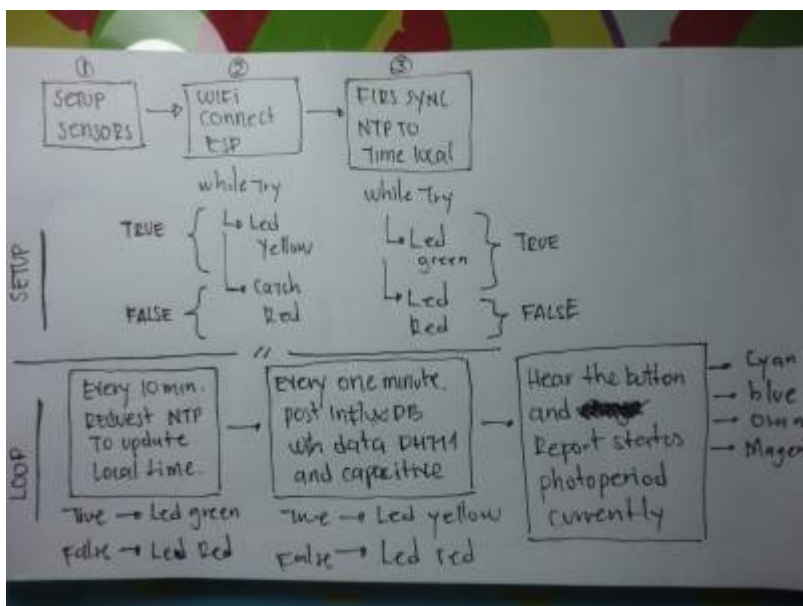 ①
SETUP
SENSORS
②
WiFi
Connect
ESP
③
FIRS SYNC
NTP TO
Time local
SETUP
while Try
TRUE
Led
Yellow
FALSE
Catch
Red
while Try
Led
green
TRUE
Led
Red
FALSE
LOOP
Every 10 min.
Request NTP
To update
Local time.
True → Led green
False → Led Red
Every one minute.
post InfluxDB
with data DHT11
and capacitive
True → Led yellow
False → Led red
Hear the button
and
Report states
photoperiod
currently
Cyan
blue
Magen